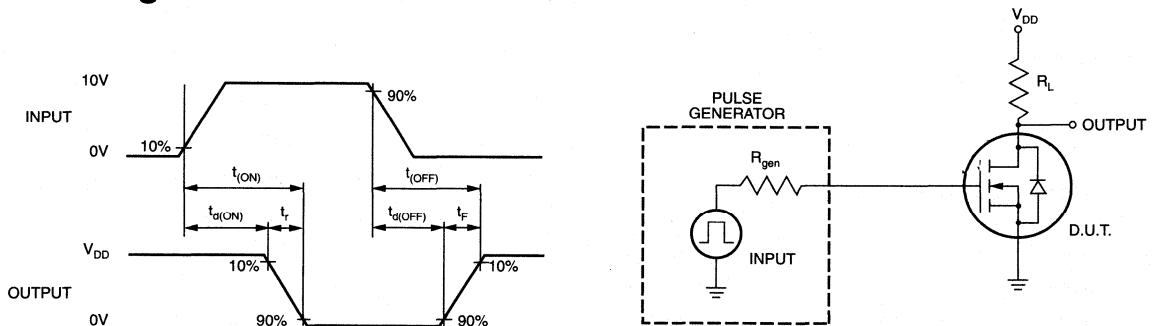 g
10V
INPUT
90%
10%
0V
t(ON)
t(OFF)
td(ON)
tr
td(OFF)
tF
VDD
10%
10%
OUTPUT
0V
90%
90%
VDD
RL
PULSE
GENERATOR
OUTPUT
Rgen
INPUT
D.U.T.